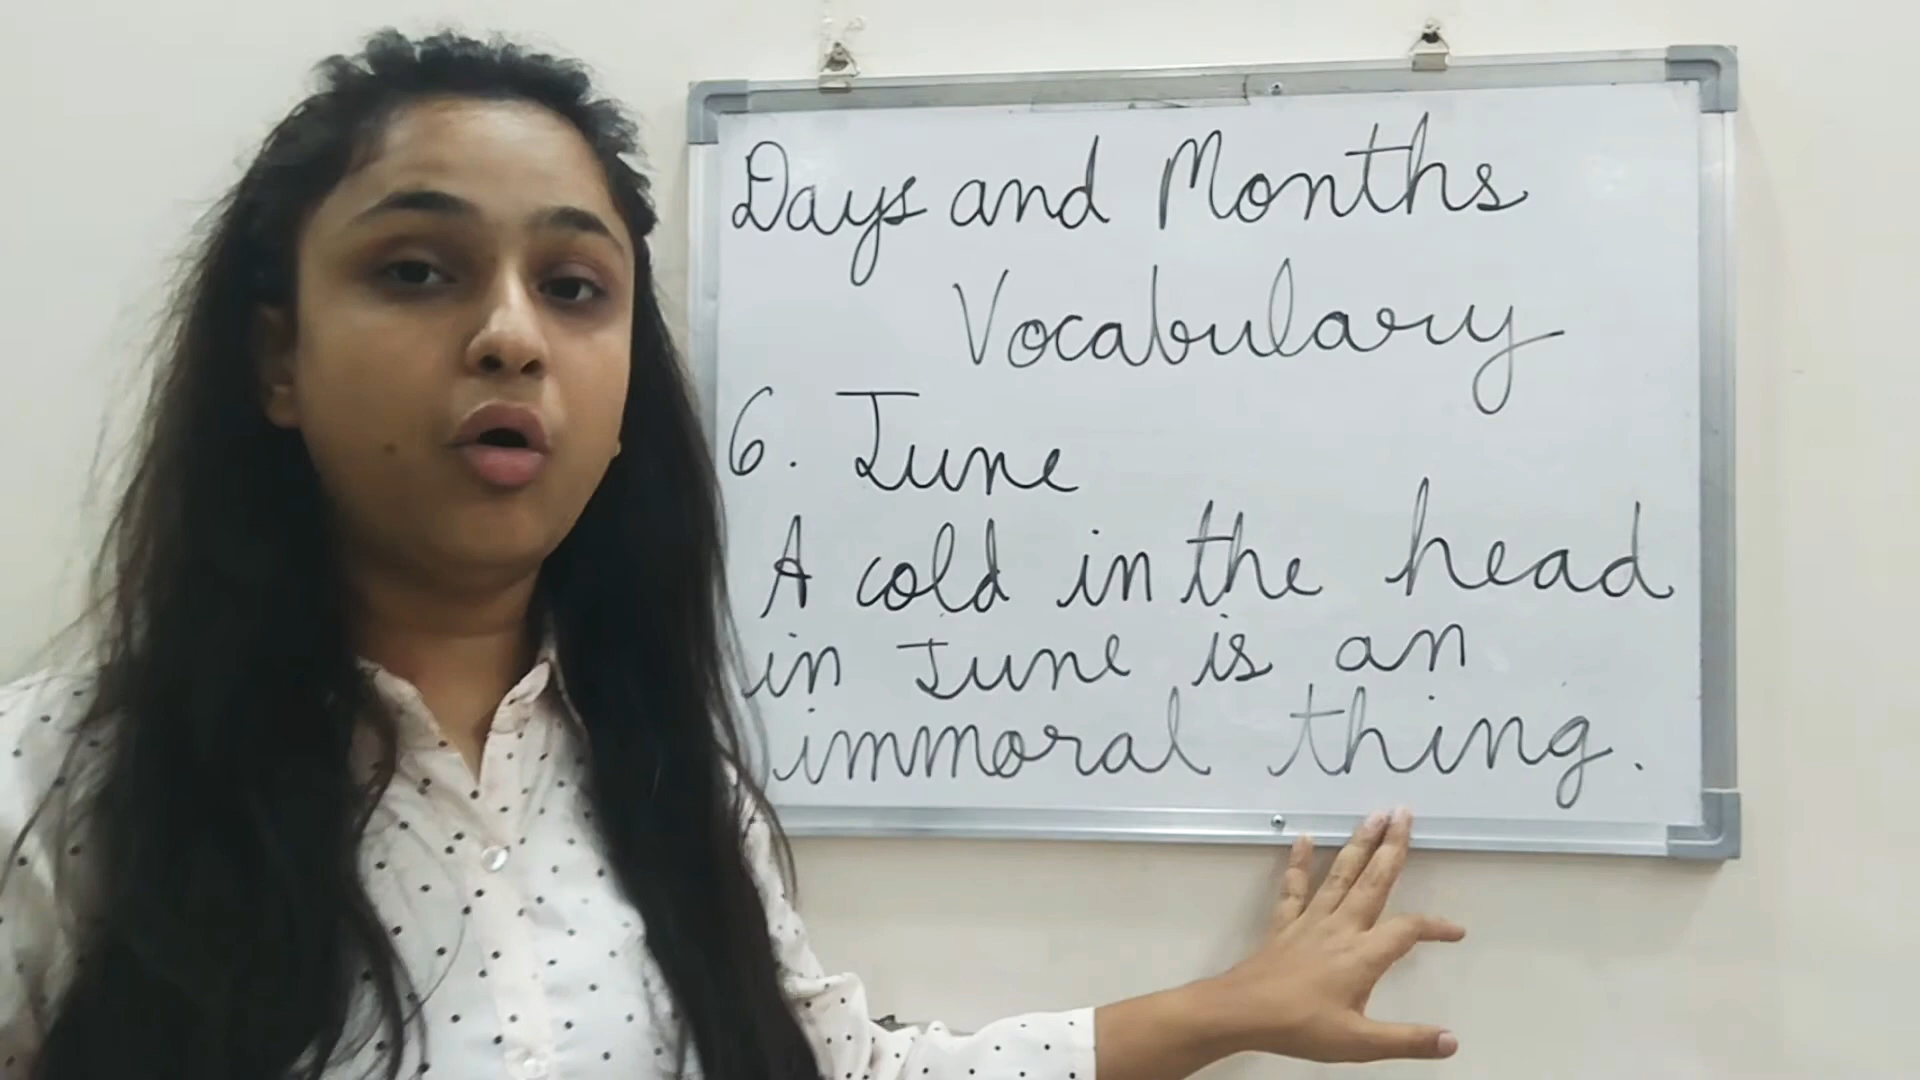 Days and Months
Vocabulary
6. June
A cold in the head
in June is an
immoral thing.